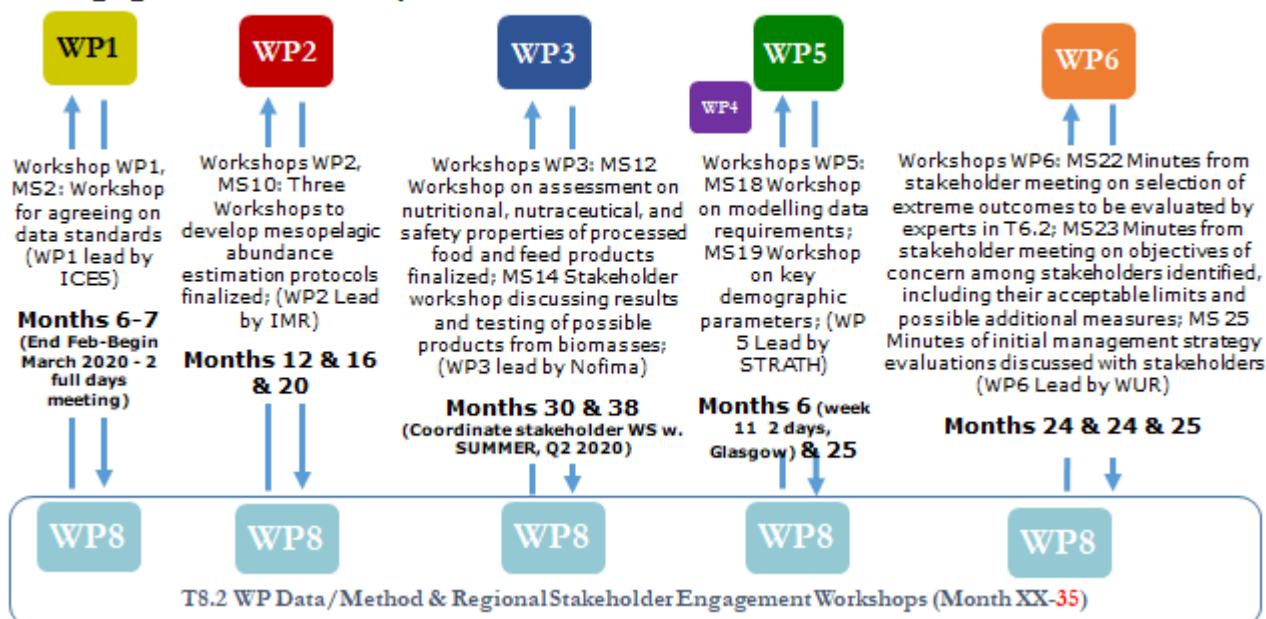 WP1
WP2
WP3
WP4
WP5
WP6
Workshop WP1,
MS2: Workshop
for agreeing on
data standards
(WP1 lead by
ICES)
Months 6-7
(End Feb-Begin
March 2020 - 2
full days
meeting)
Workshops WP2,
MS10: Three
Workshops to
develop mesopelagic
abundance
estimation protocols
finalized; (WP2 Lead
by IMR)
Months 12 & 16
& 20
Workshops WP3: MS12
Workshop on assessment on
nutritional, nutraceutical, and
safety properties of processed
food and feed products
finalized; MS14 Stakeholder
workshop discussing results
and testing of possible
products from biomasses;
(WP3 lead by Nofima)
Months 30 & 38
(Coordinate stakeholder WS w.
SUMMER, Q2 2020)
Workshops WP5:
MS18 Workshop
on modelling data
requirements;
MS19 Workshop
on key
demographic
parameters; (WP
5 Lead by
STRATH)
Months 6 (week
11 2 days,
Glasgow) & 25
Workshops WP6: MS22 Minutes from
stakeholder meeting on selection of
extreme outcomes to be evaluated by
experts in T6.2; MS23 Minutes from
stakeholder meeting on objectives of
concern among stakeholders identified,
including their acceptable limits and
possible additional measures; MS 25
Minutes of initial management strategy
evaluations discussed with stakeholders
(WP6 Lead by WUR)
Months 24 & 24 & 25
WP8
WP8
WP8
WP8
WP8
T8.2 WP Data/Method & Regional Stakeholder Engagement Workshops (Month XX-35)